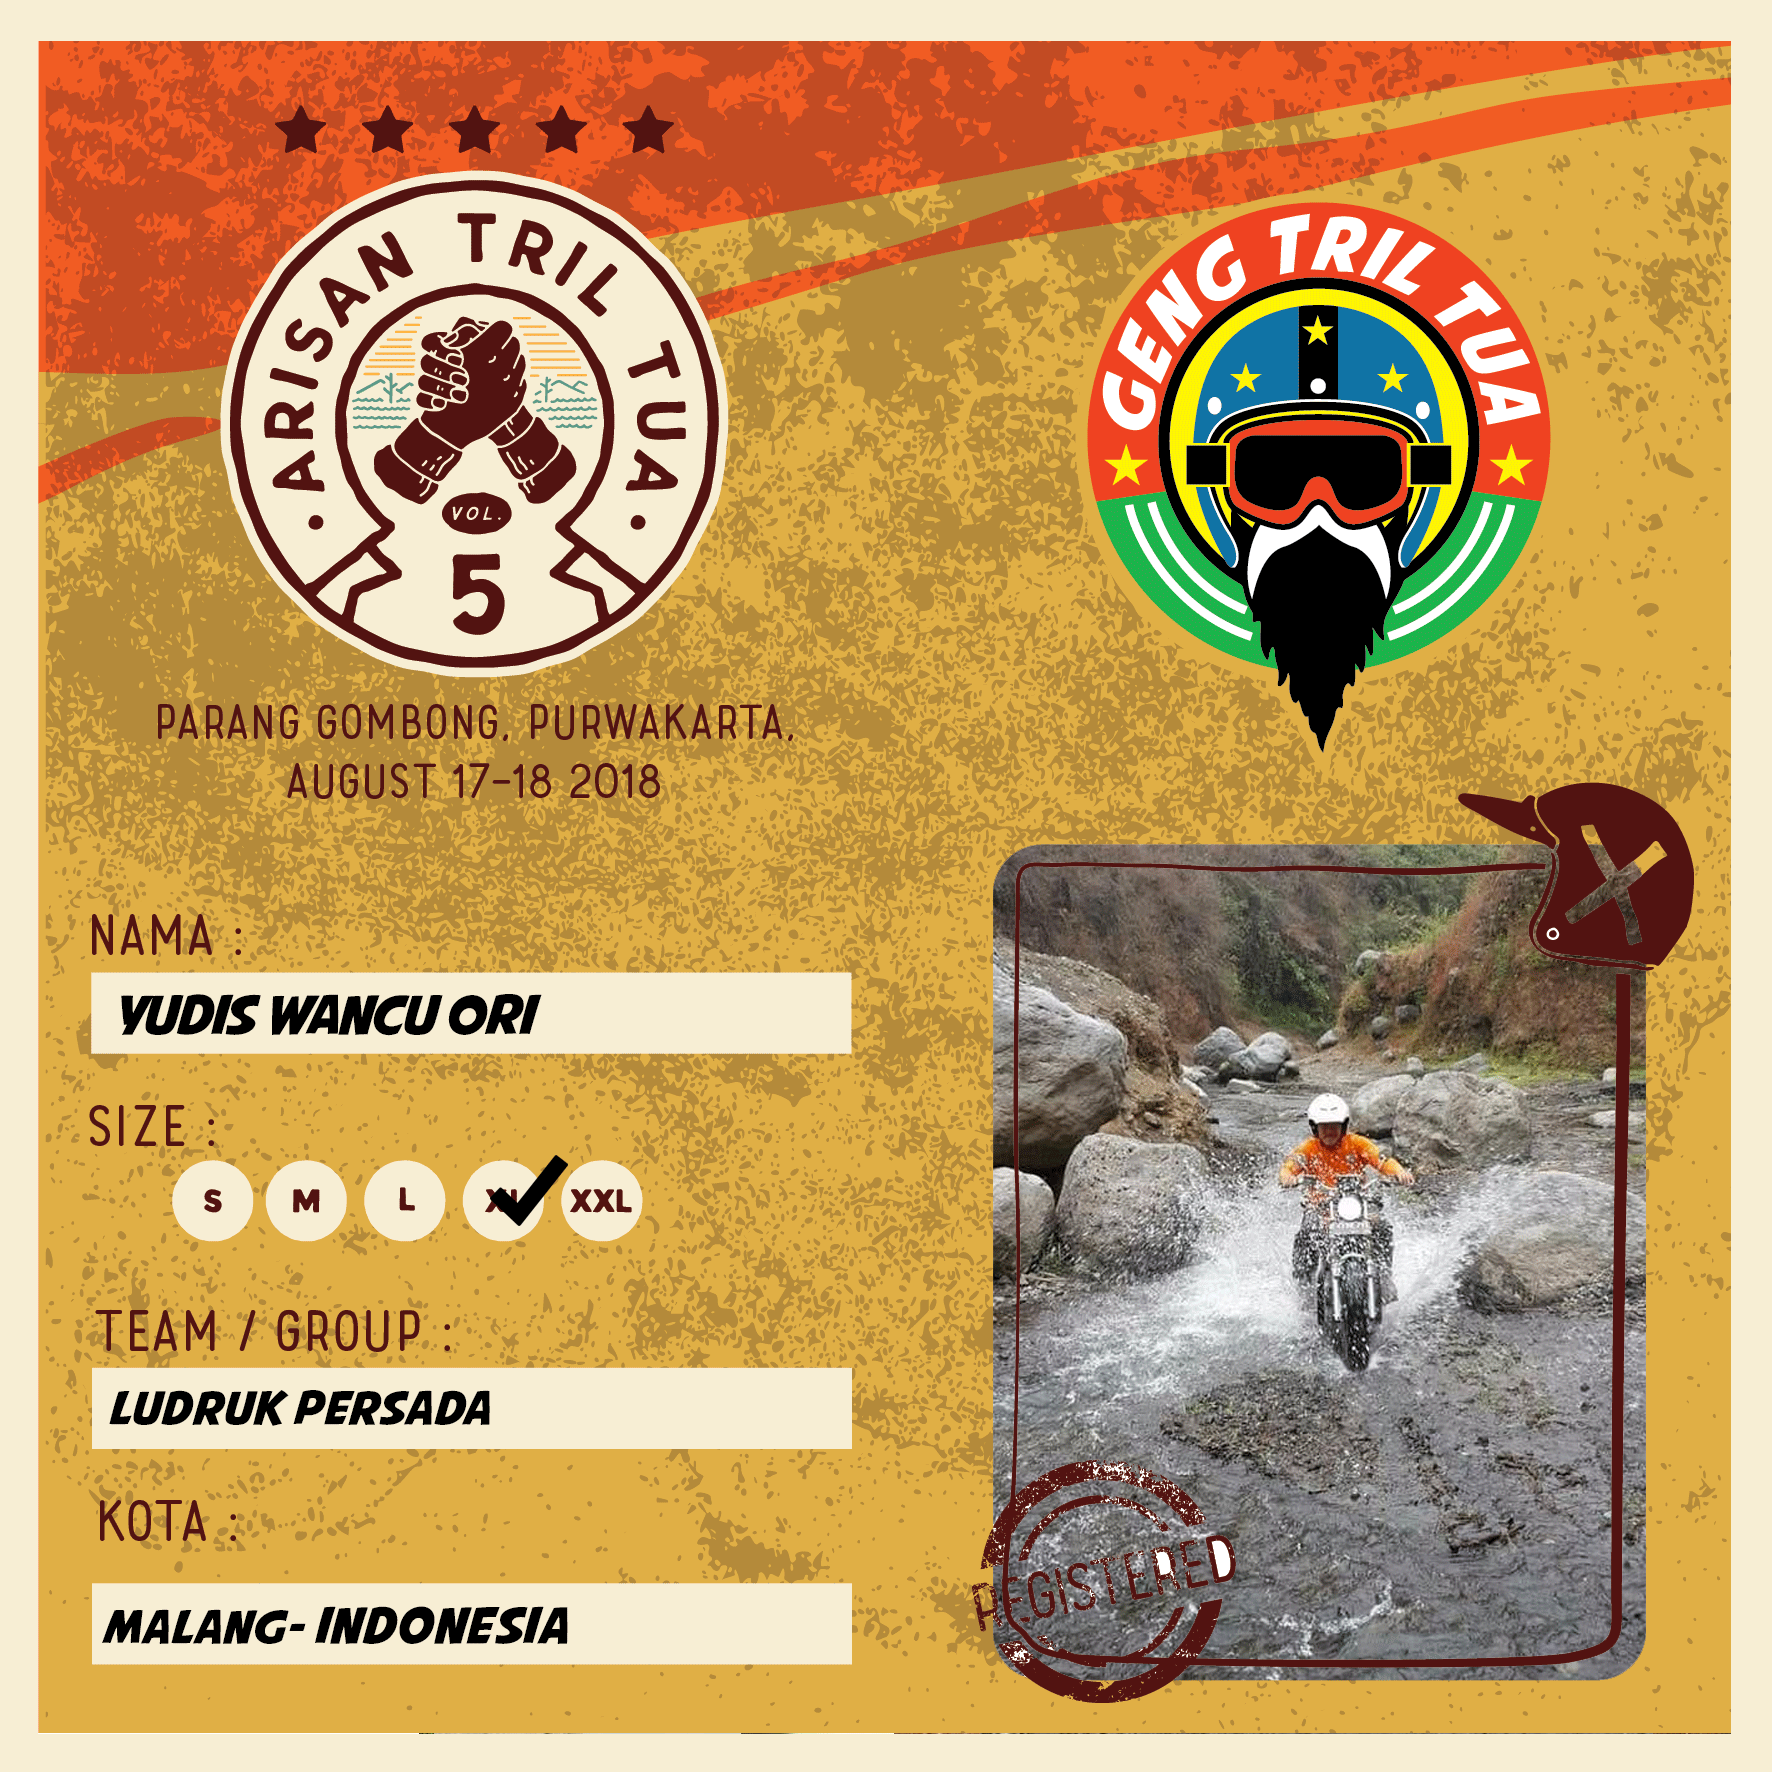 ARISAN TRIL TUA
VOL.
5
GENG TRIL TUA
PARANG GOMBONG, PURWAKARTA,
AUGUST 17-18 2018
NAMA :
YUDIS WANCU ORI
SIZE :
S M L XL XXL
TEAM / GROUP :
LUDRUK PERSADA
KOTA :
MALANG- INDONESIA
REGISTERED